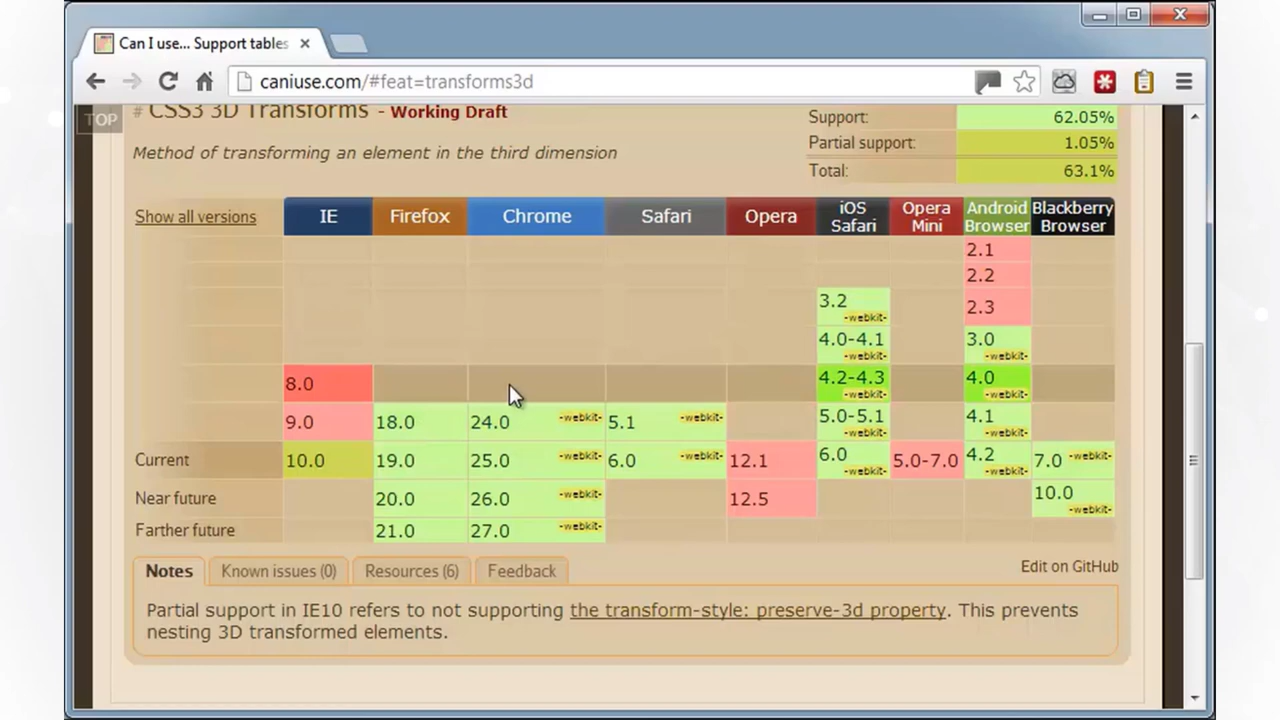 Can I use... Support tables
caniuse.com/#feat=transforms3d
TOP
# CSS3 3D Transforms - Working Draft
Method of transforming an element in the third dimension
Support: 62.05%
Partial support: 1.05%
Total: 63.1%
Show all versions IE Firefox Chrome Safari Opera iOS Safari Opera Mini Android Browser Blackberry Browser
2.1
2.2
3.2 -webkit- 2.3
4.0-4.1 -webkit- 3.0 -webkit-
8.0 4.2-4.3 -webkit- 4.0 -webkit-
9.0 18.0 24.0 -webkit- 5.1 -webkit- 5.0-5.1 -webkit- 4.1 -webkit-
Current 10.0 19.0 25.0 -webkit- 6.0 -webkit- 12.1 6.0 -webkit- 5.0-7.0 4.2 -webkit- 7.0 -webkit-
Near future 20.0 26.0 -webkit- 12.5 10.0 -webkit-
Farther future 21.0 27.0 -webkit-
Notes Known issues (0) Resources (6) Feedback Edit on GitHub
Partial support in IE10 refers to not supporting the transform-style: preserve-3d property. This prevents
nesting 3D transformed elements.